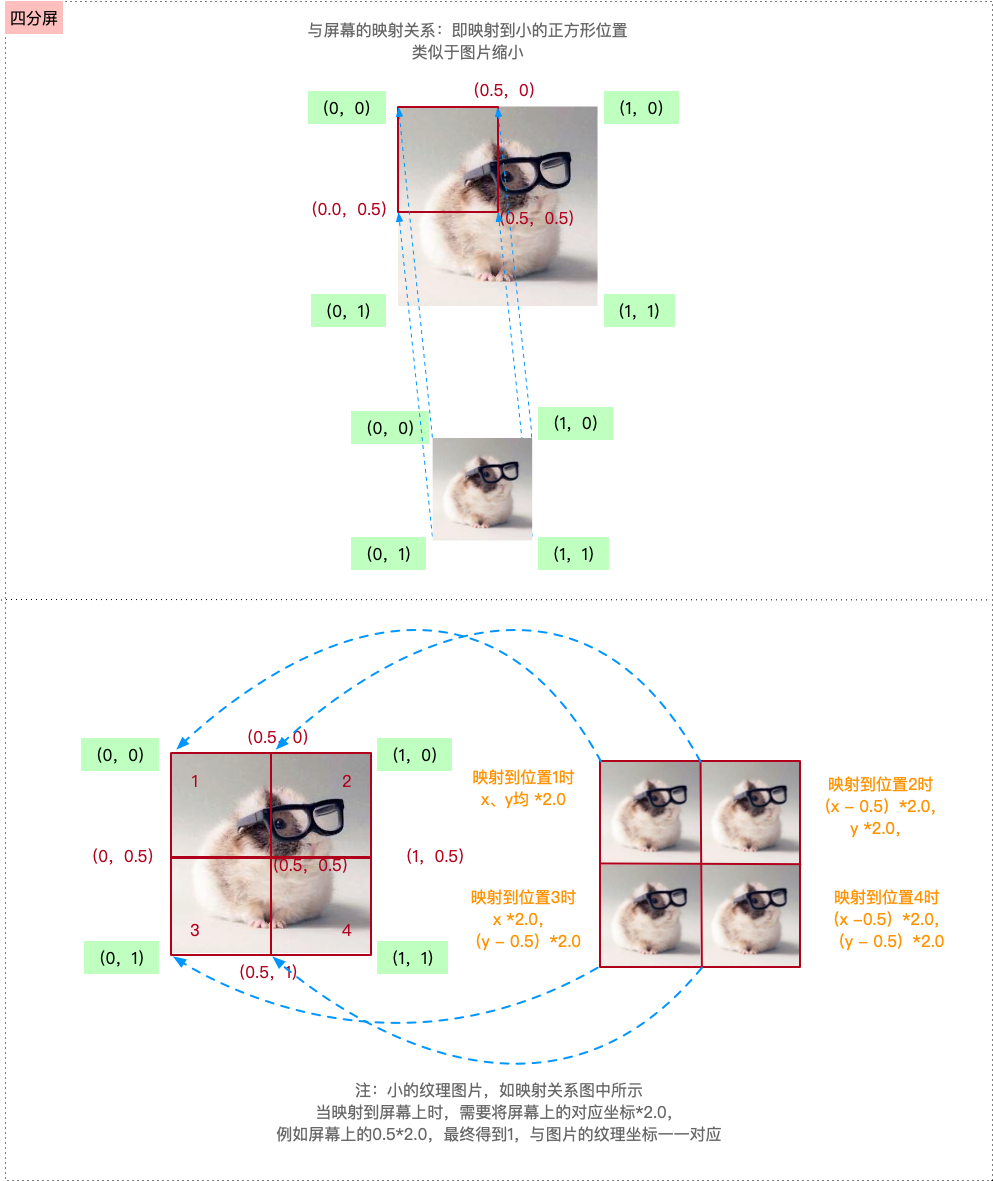 四分屏
与屏幕的映射关系：即映射到小的正方形位置
类似于图片缩小
(0.5，0)
(0，0)
(1，0)
(0.0，0.5)
(0.5，0.5)
(0，1)
(1，1)
(0，0)
(1，0)
(0，1)
(1，1)
(0.5，0)
(0，0)
(1，0)
1
2
(0，0.5)
(0.5，0.5)
(1，0.5)
3
4
(0，1)
(1，1)
(0.5，1)
映射到位置1时
x、y均 *2.0
映射到位置2时
(x – 0.5）*2.0，
y *2.0，
映射到位置3时
x *2.0，
（y – 0.5）*2.0
映射到位置4时
(x –0.5）*2.0，
（y – 0.5）*2.0
注：小的纹理图片，如映射关系图中所示
当映射到屏幕上时，需要将屏幕上的对应坐标*2.0，
例如屏幕上的0.5*2.0，最终得到1，与图片的纹理坐标一一对应